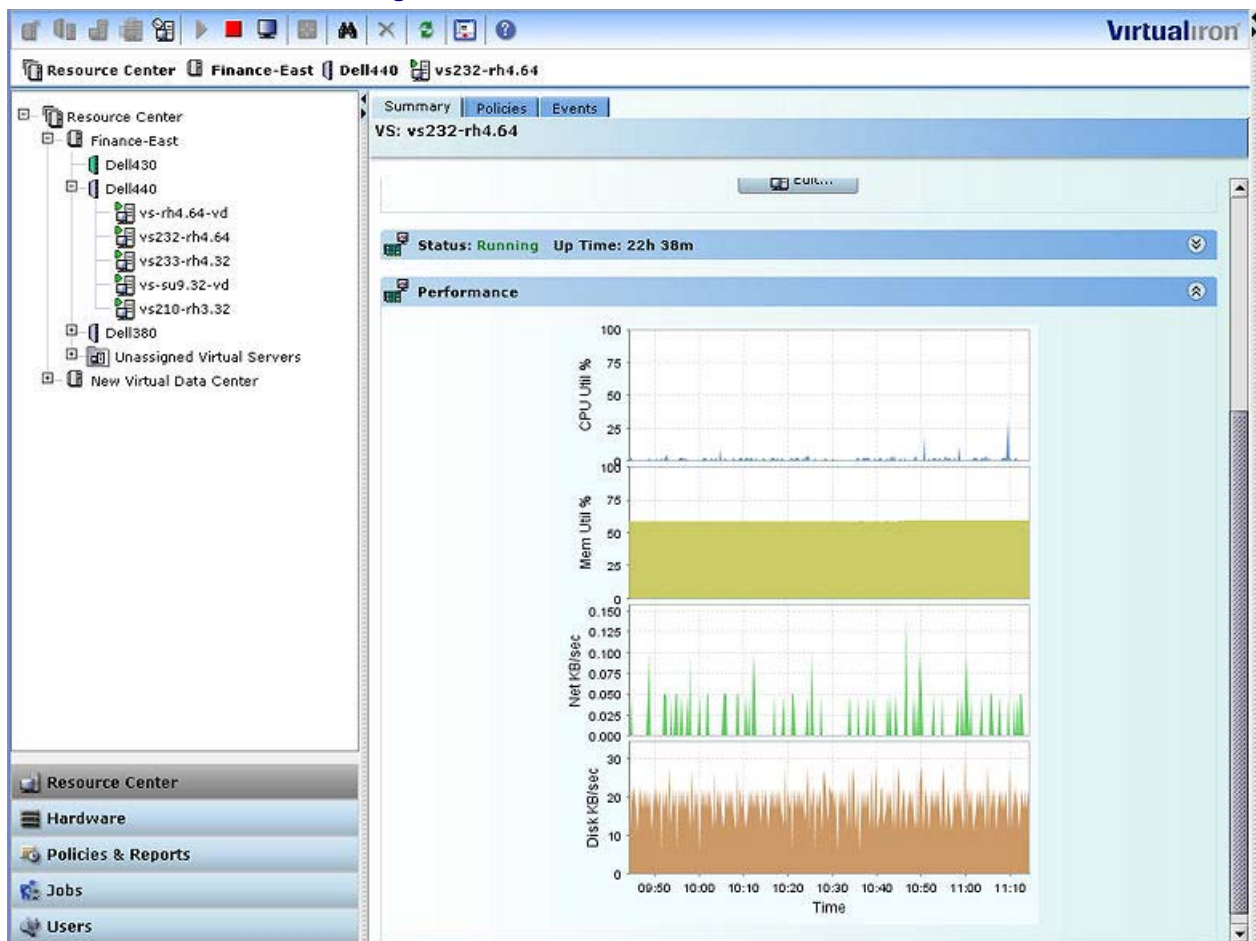 Virtualiron
Resource Center Finance-East Dell440 vs232-rh4.64
Resource Center
Finance-East
Dell430
Dell440
vs-rh4.64-vd
vs232-rh4.64
vs233-rh4.32
vs-su9.32-vd
vs210-rh3.32
Dell380
Unassigned Virtual Servers
New Virtual Data Center
Resource Center
Hardware
Policies & Reports
Jobs
Users
Summary Policies Events
VS: vs232-rh4.64
Edit...
Status: Running Up Time: 22h 38m
Performance
100
75
50
25
0
CPU Util %
100
75
50
25
0
Mem Util %
0.150
0.125
0.100
0.075
0.050
0.025
0.000
Net KB/sec
30
20
10
0
Disk KB/sec
09:50 10:00 10:10 10:20 10:30 10:40 10:50 11:00 11:10
Time